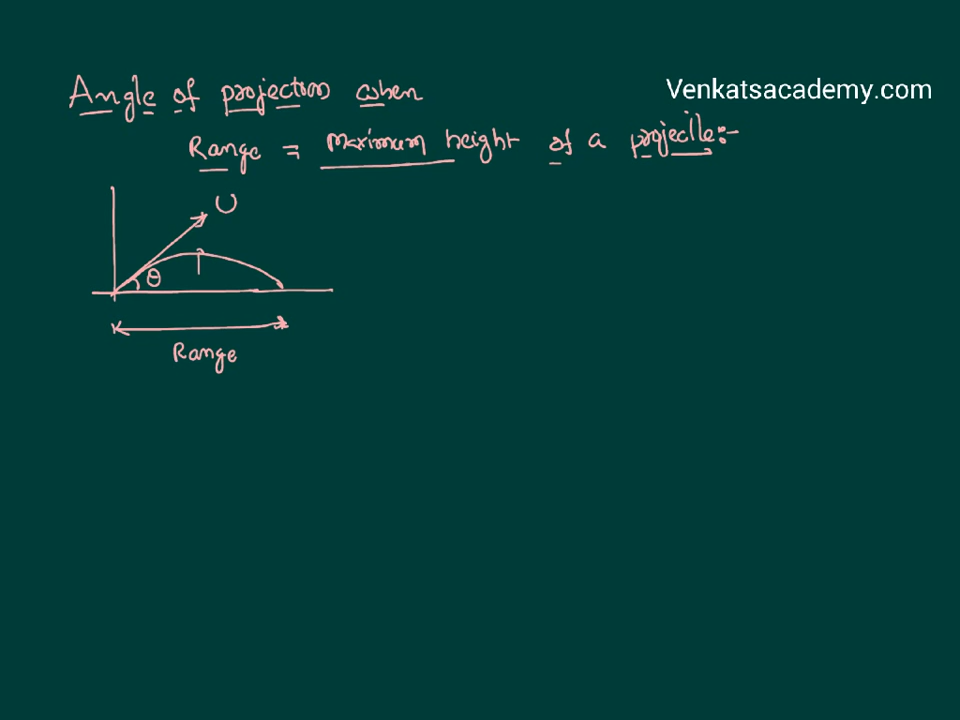 Angle of projection when
Venkatsacademy.com
Range = maximum height of a projectile:-
U
θ
Range